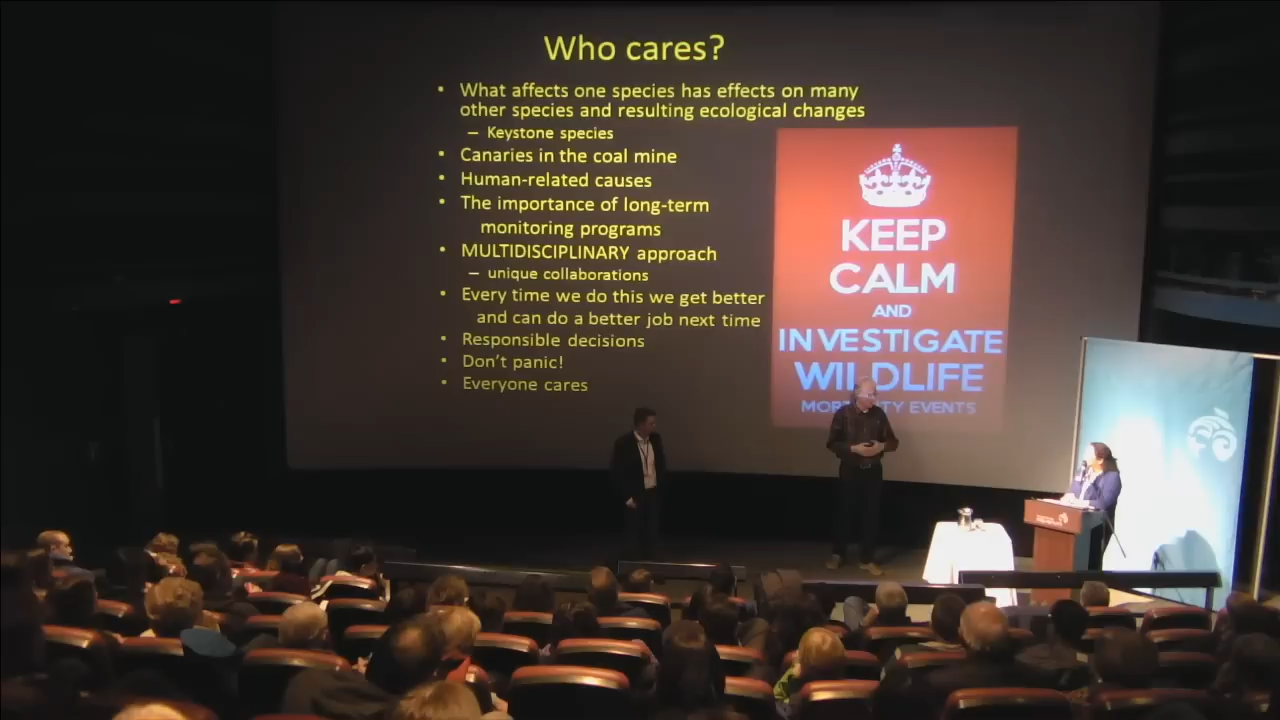 Who cares?
• What affects one species has effects on many
other species and resulting ecological changes
– Keystone species
• Canaries in the coal mine
• Human-related causes
• The importance of long-term
monitoring programs
• MULTIDISCIPLINARY approach
– unique collaborations
• Every time we do this we get better
and can do a better job next time
• Responsible decisions
• Don't panic!
• Everyone cares
KEEP
CALM
AND
INVESTIGATE
WILDLIFE
EVENTS